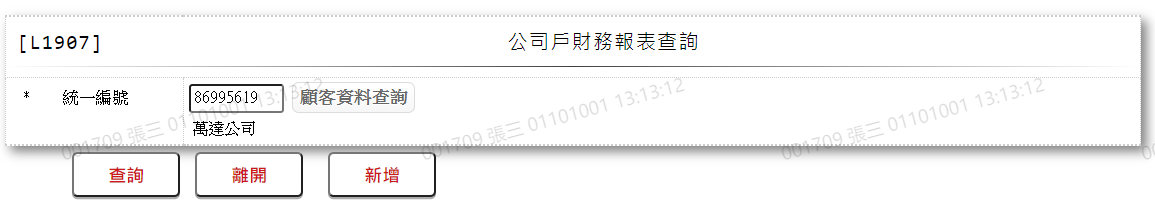 [L1907] 公司戶財務報表查詢
* 統一編號 86995619 顧客資料查詢
萬達公司
001709 張三 01101001 13:13:12
001709 張三 01101001 13:13:12
001709 張三 01101001 13:13:12
查詢 離開 新增